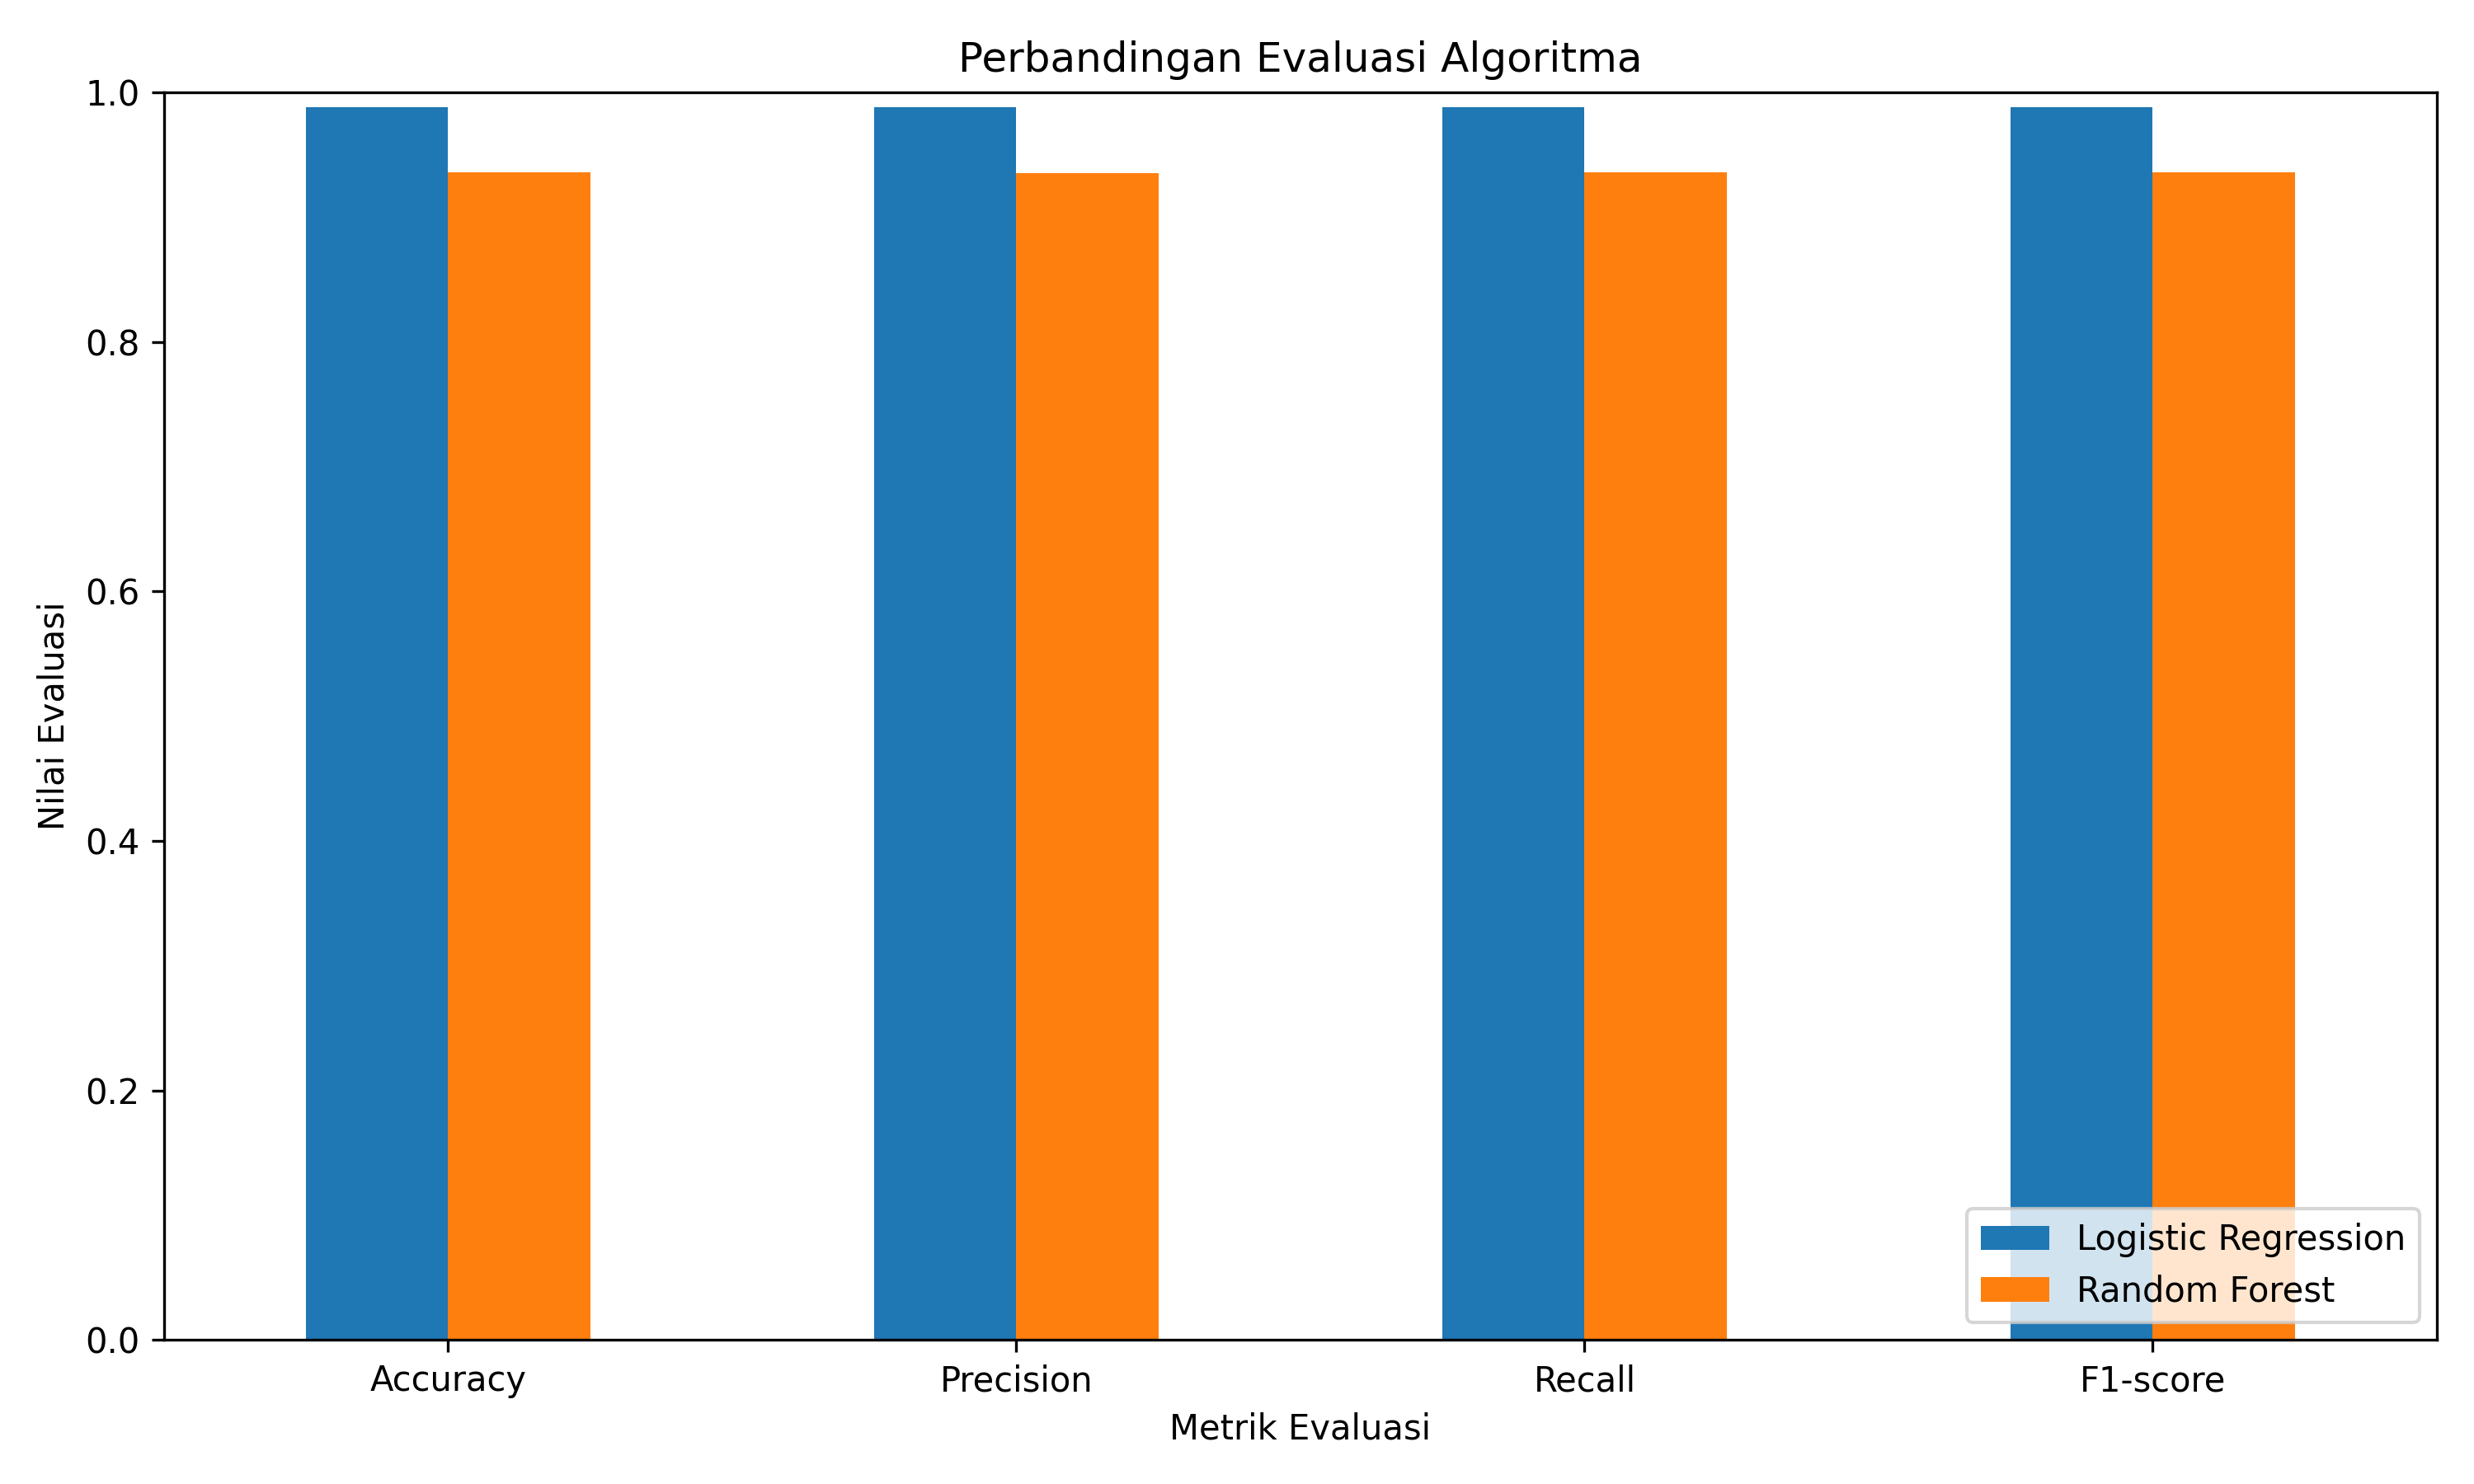 Perbandingan Evaluasi Algoritma
1.0
0.8
0.6
0.4
0.2
0.0
Nilai Evaluasi
Accuracy
Precision
Recall
F1-score
Metrik Evaluasi
Logistic Regression
Random Forest